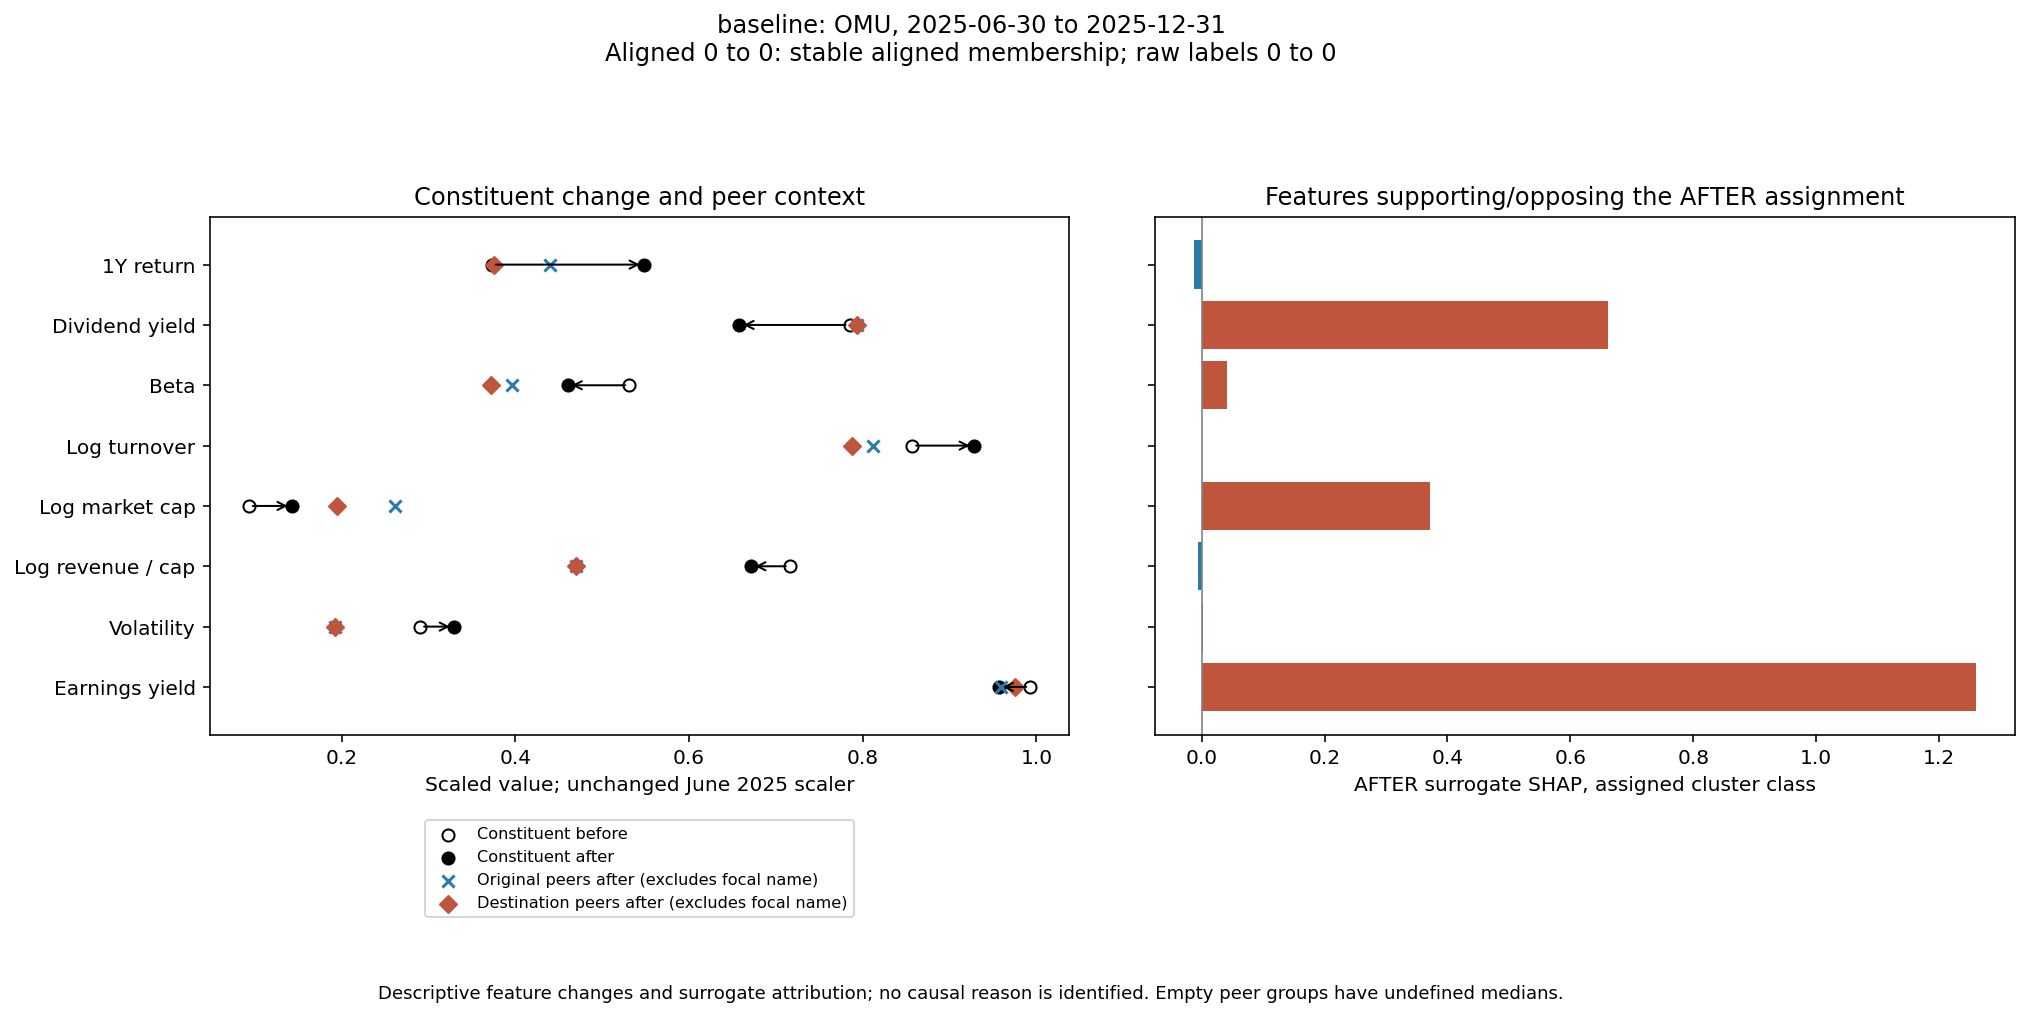 baseline: OMU, 2025-06-30 to 2025-12-31
Aligned 0 to 0: stable aligned membership; raw labels 0 to 0
Constituent change and peer context
1Y return
Dividend yield
Beta
Log turnover
Log market cap
Log revenue / cap
Volatility
Earnings yield
0.2 0.4 0.6 0.8 1.0
Scaled value; unchanged June 2025 scaler
Constituent before
Constituent after
Original peers after (excludes focal name)
Destination peers after (excludes focal name)
Features supporting/opposing the AFTER assignment
0.0 0.2 0.4 0.6 0.8 1.0 1.2
AFTER surrogate SHAP, assigned cluster class
Descriptive feature changes and surrogate attribution; no causal reason is identified. Empty peer groups have undefined medians.